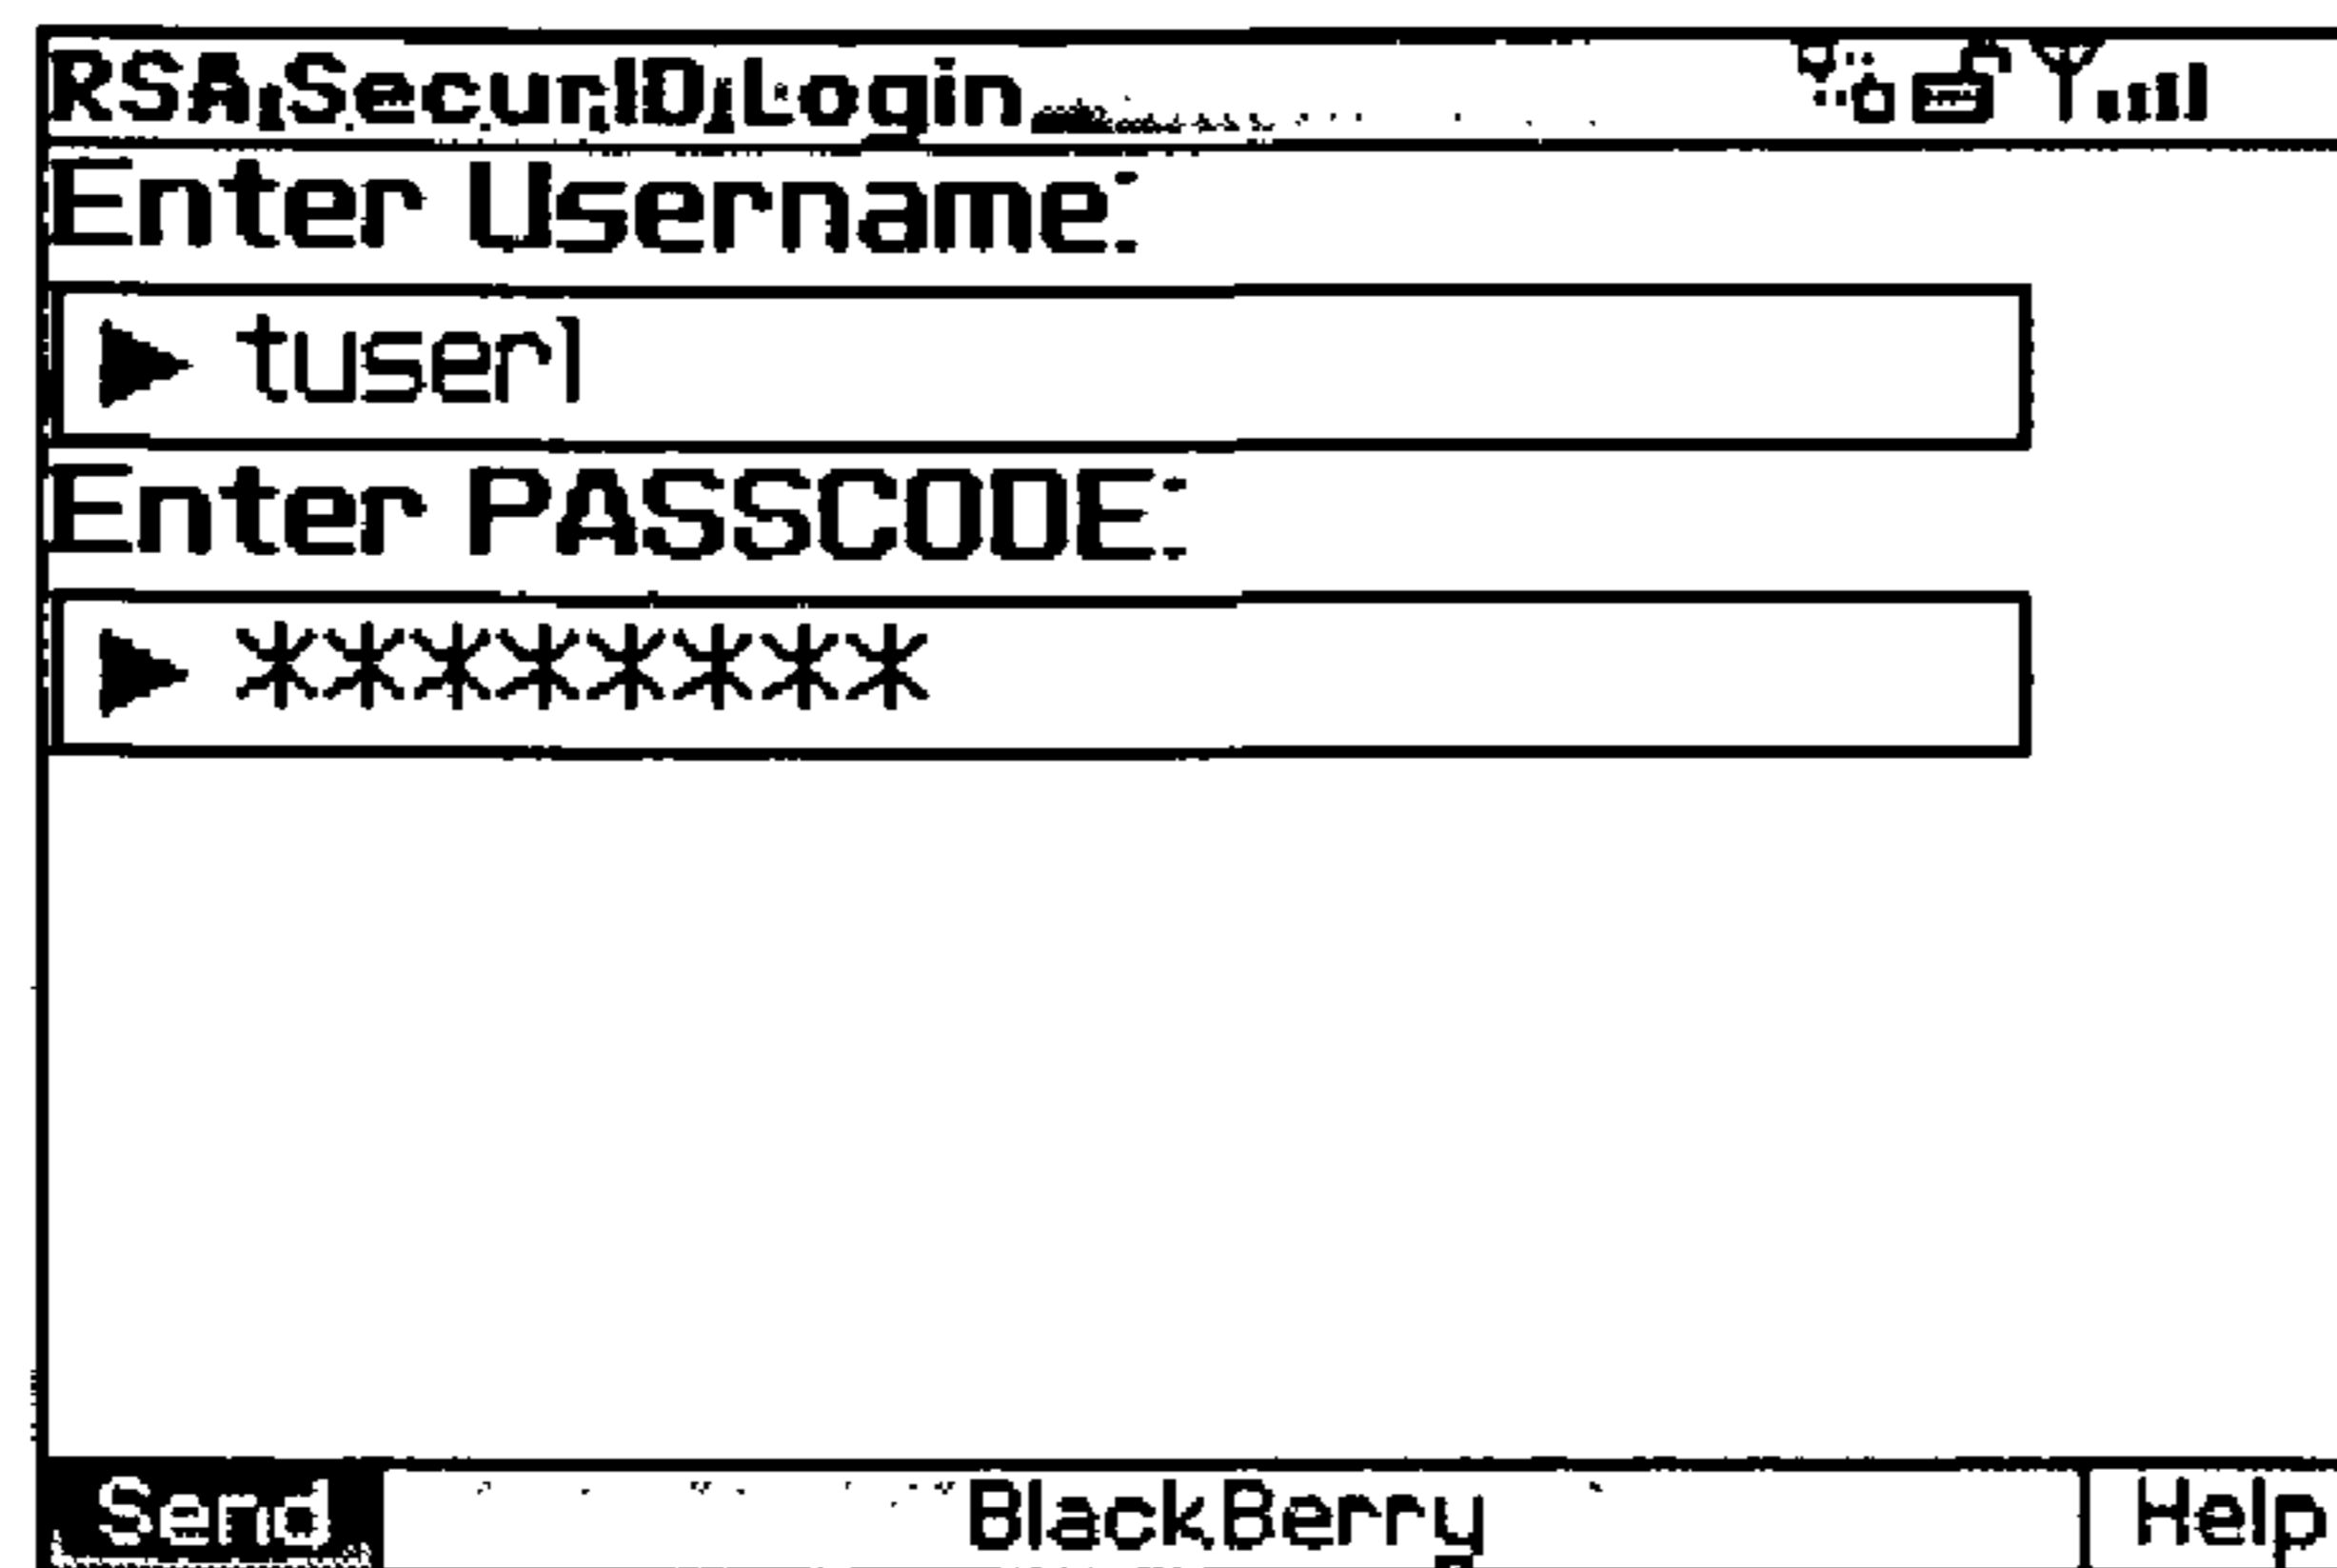 RSA SecurID Login
Enter Username:
tuser1
Enter PASSCODE:
********
Send BlackBerry Help